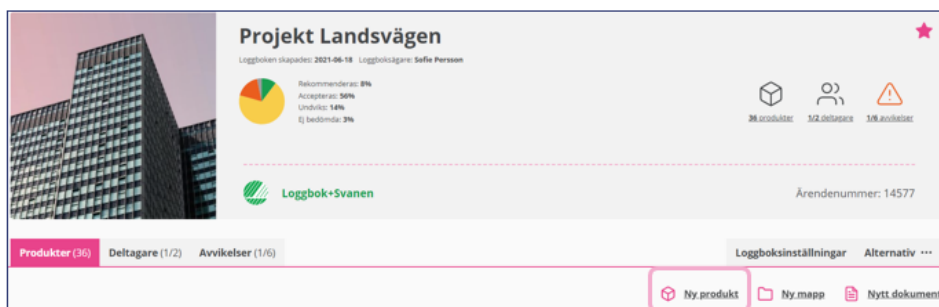 Projekt Landsvägen
Loggboken skapades: 2021-06-18 Loggboksägare: Sofie Persson
Rekommenderas: 8%
Accepteras: 56%
Undviks: 14%
Ej bedömda: 3%
36 produkter 1/2 deltagare 1/6 avvikelser
Loggbok+Svanen Ärendenummer: 14577
Produkter (36) Deltagare (1/2) Avvikelser (1/6) Loggboksinställningar Alternativ ···
Ny produkt Ny mapp Nytt dokument